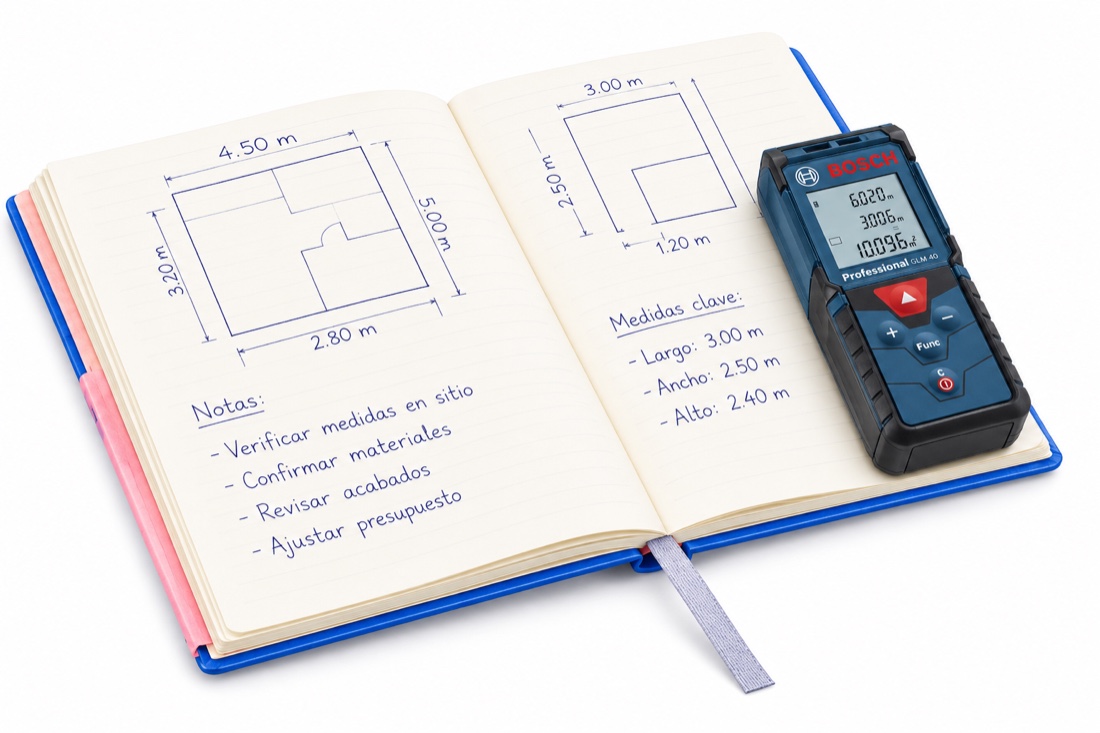 4.50 m
3.20 m
5.00 m
2.80 m
Notas:
- Verificar medidas en sitio
- Confirmar materiales
- Revisar acabados
- Ajustar presupuesto
3.00 m
2.50 m
1.20 m
Medidas clave:
- Largo: 3.00 m
- Ancho: 2.50 m
- Alto: 2.40 m
BOSCH
6.020 m
3.006 m
10.096 m²
Professional GLM 40
+
−
Func
C